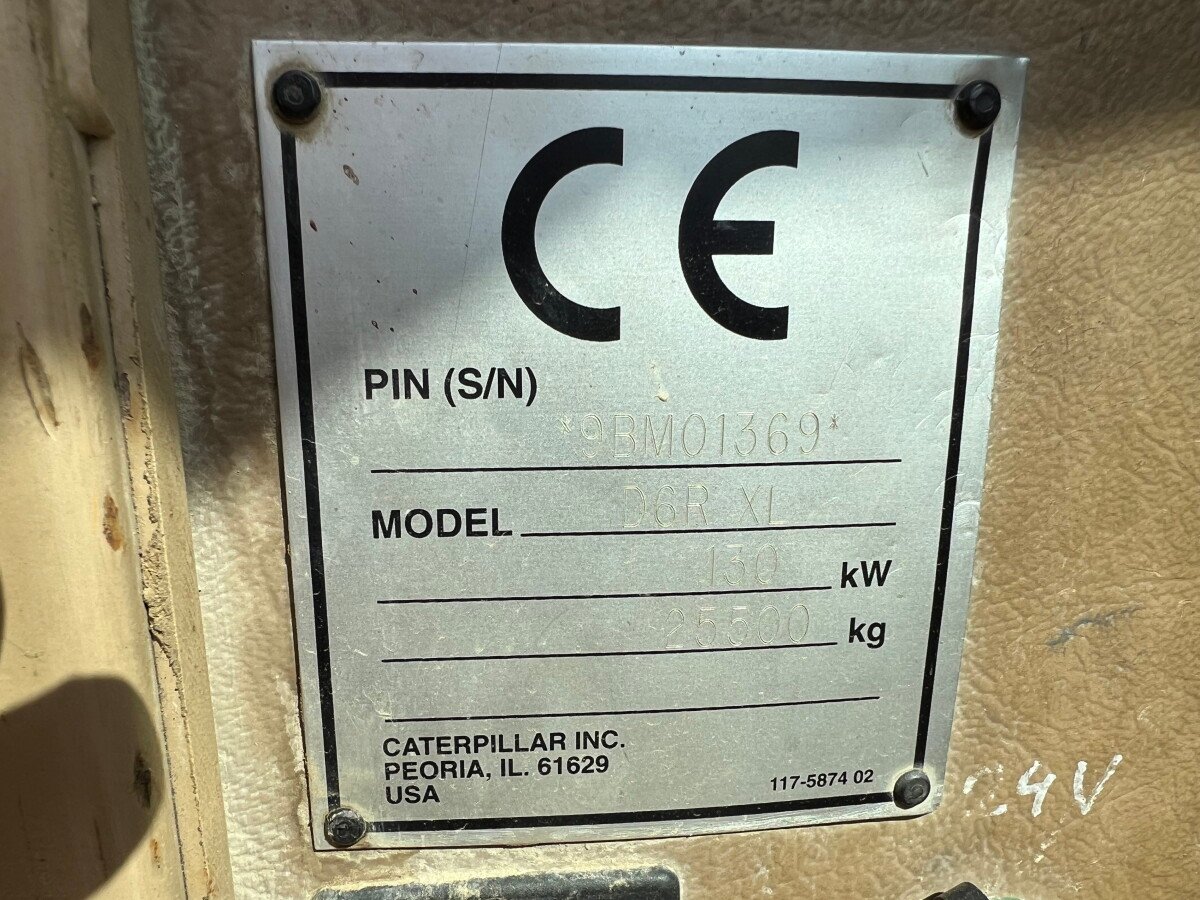 CE
PIN (S/N)
*9BM01369*
MODEL D6R XL
130 kW
25500 kg
CATERPILLAR INC.
PEORIA, IL. 61629
USA
117-5874 02
24V